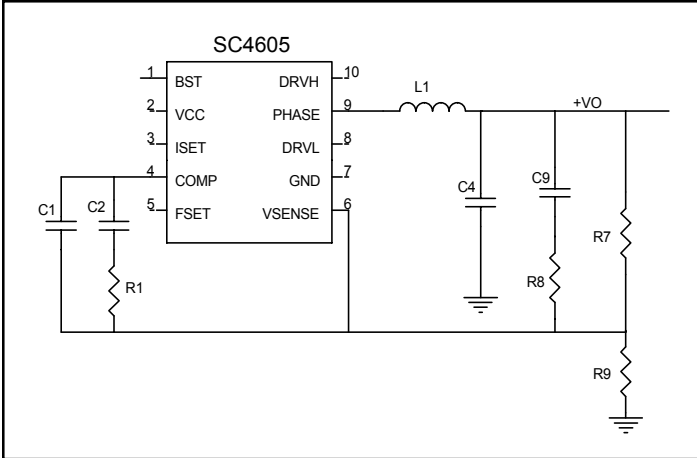 SC4605
1 BST DRVH 10
2 VCC PHASE 9
3 ISET DRVL 8
4 COMP GND 7
5 FSET VSENSE 6
L1
+VO
C1
C2
R1
C4
C9
R8
R7
R9